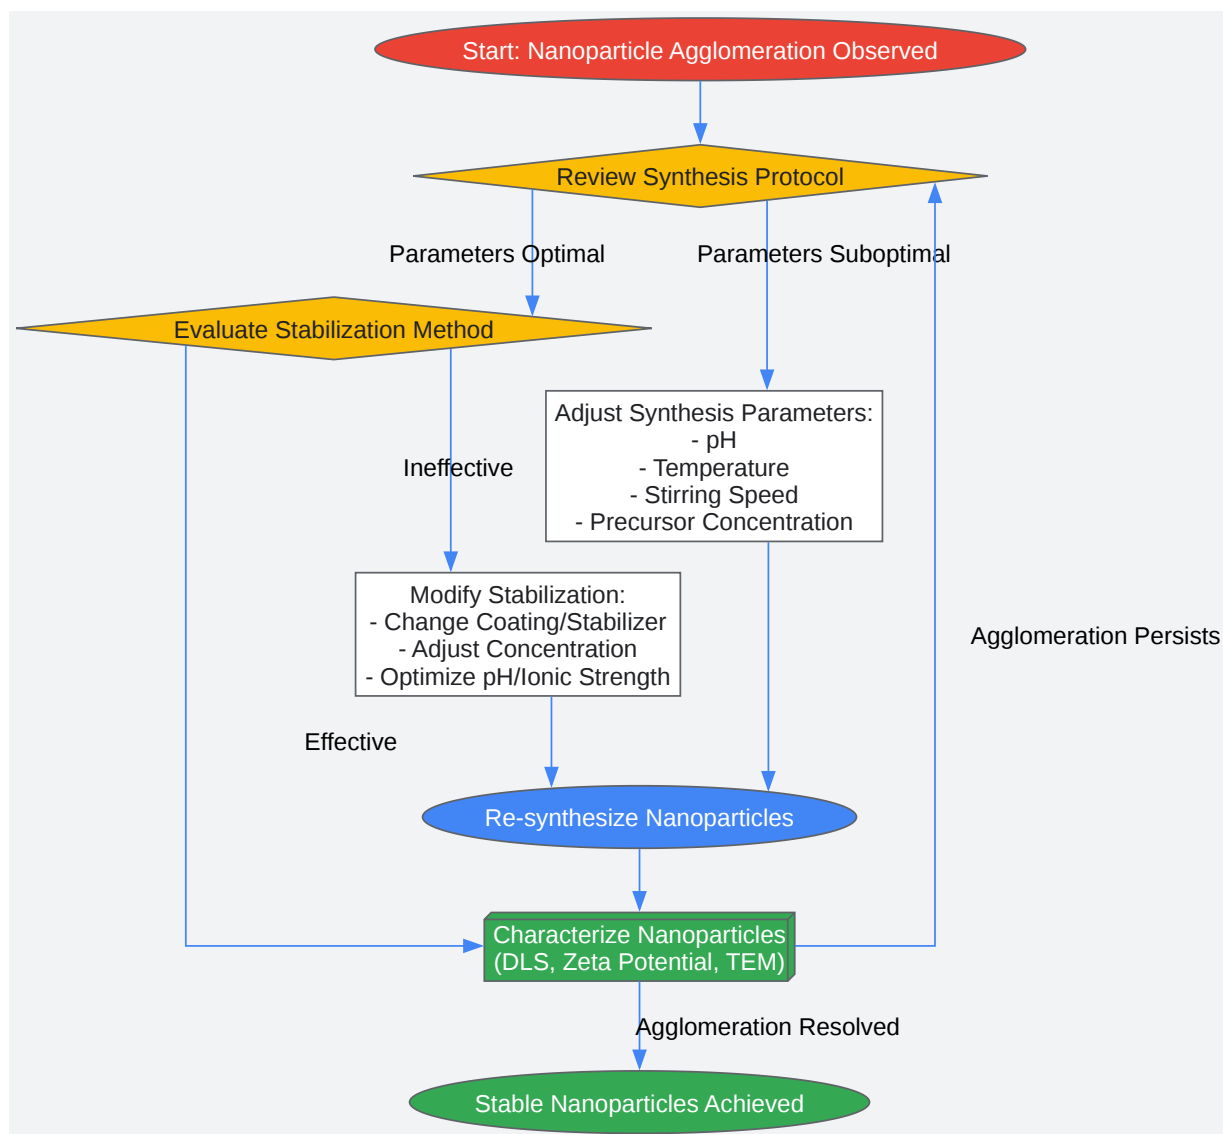 Start: Nanoparticle Agglomeration Observed
Review Synthesis Protocol
Parameters Optimal
Parameters Suboptimal
Evaluate Stabilization Method
Adjust Synthesis Parameters:
- pH
- Temperature
- Stirring Speed
- Precursor Concentration
Ineffective
Modify Stabilization:
- Change Coating/Stabilizer
- Adjust Concentration
- Optimize pH/Ionic Strength
Agglomeration Persists
Effective
Re-synthesize Nanoparticles
Characterize Nanoparticles
(DLS, Zeta Potential, TEM)
Agglomeration Resolved
Stable Nanoparticles Achieved